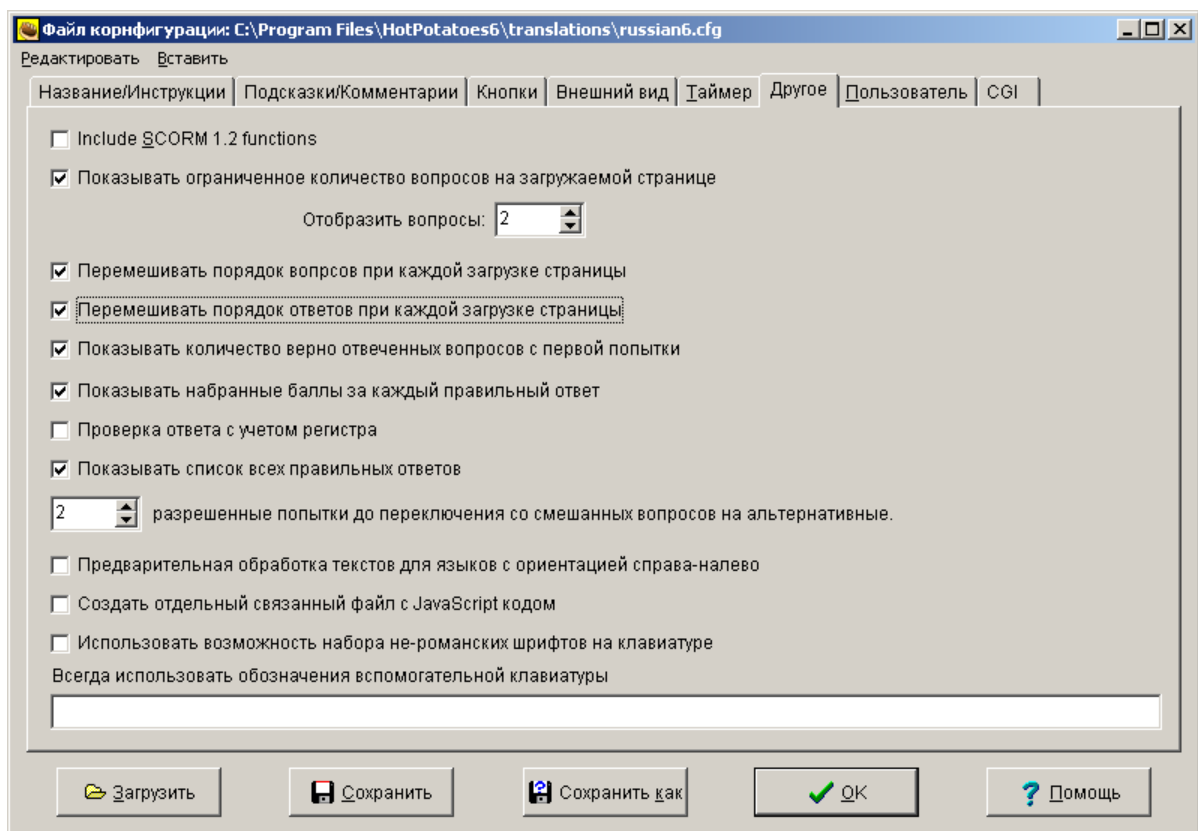 Файл корнфигурации: C:\Program Files\HotPotatoes6\translations\russian6.cfg
Редактировать Вставить
Название/Инструкции Подсказки/Комментарии Кнопки Внешний вид Таймер Другое Пользователь CGI
Include SCORM 1.2 functions
Показывать ограниченное количество вопросов на загружаемой странице
Отобразить вопросы: 2
Перемешивать порядок вопрсов при каждой загрузке страницы
Перемешивать порядок ответов при каждой загрузке страницы
Показывать количество верно отвеченных вопросов с первой попытки
Показывать набранные баллы за каждый правильный ответ
Проверка ответа с учетом регистра
Показывать список всех правильных ответов
2 разрешенные попытки до переключения со смешанных вопросов на альтернативные.
Предварительная обработка текстов для языков с ориентацией справа-налево
Создать отдельный связанный файл с JavaScript кодом
Использовать возможность набора не-романских шрифтов на клавиатуре
Всегда использовать обозначения вспомогательной клавиатуры
Загрузить Сохранить Сохранить как OK Помощь